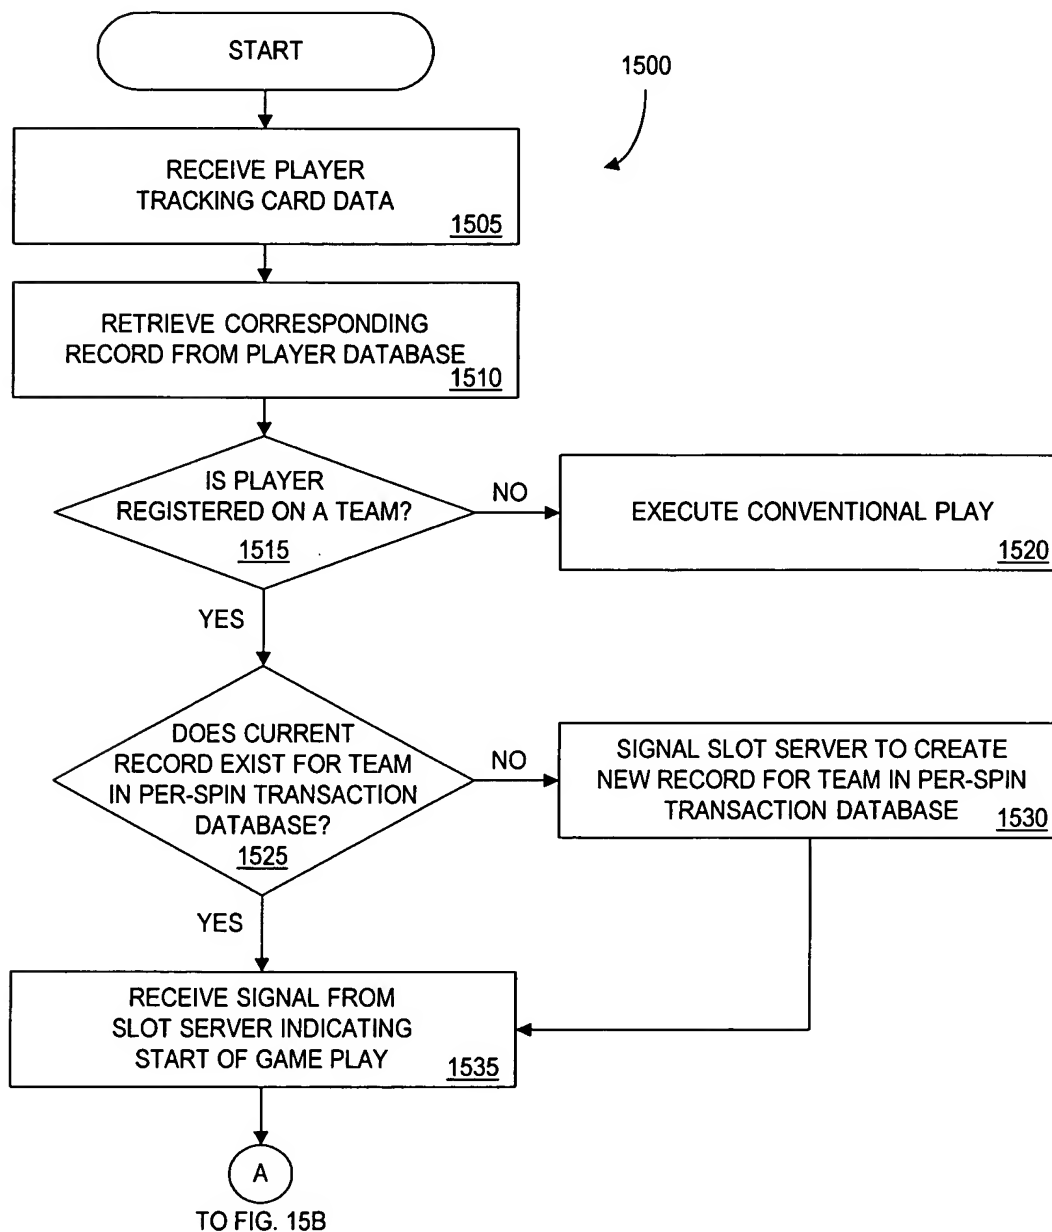 START
1500
RECEIVE PLAYER
TRACKING CARD DATA
1505
RETRIEVE CORRESPONDING
RECORD FROM PLAYER DATABASE
1510
IS PLAYER
REGISTERED ON A TEAM?
1515
NO
EXECUTE CONVENTIONAL PLAY
1520
YES
DOES CURRENT
RECORD EXIST FOR TEAM
IN PER-SPIN TRANSACTION
DATABASE?
1525
NO
SIGNAL SLOT SERVER TO CREATE
NEW RECORD FOR TEAM IN PER-SPIN
TRANSACTION DATABASE
1530
YES
RECEIVE SIGNAL FROM
SLOT SERVER INDICATING
START OF GAME PLAY
1535
A
TO FIG. 15B